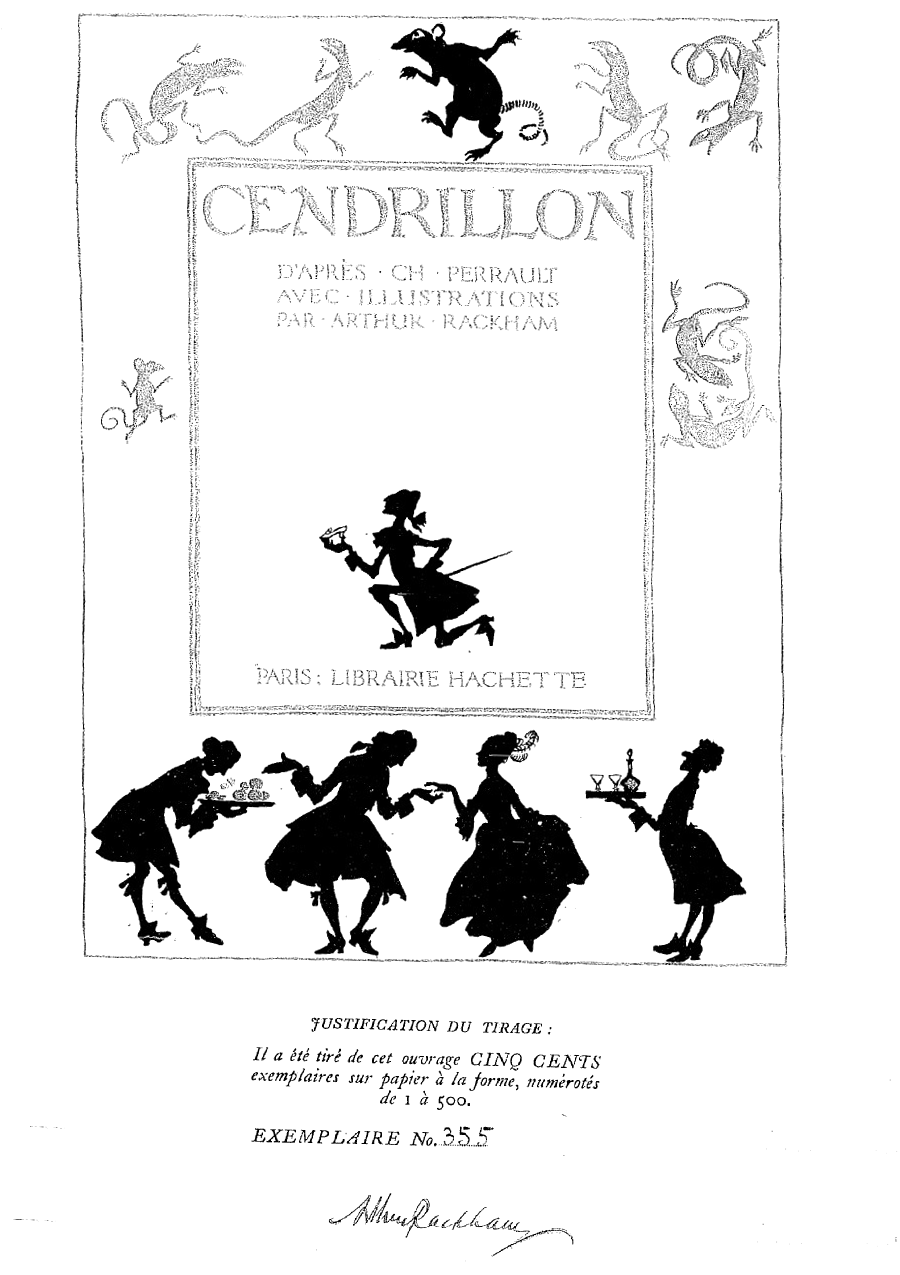 CENDRILLON
D'APRÈS · CH · PERRAULT
AVEC · ILLUSTRATIONS
PAR · ARTHUR · RACKHAM
PARIS: LIBRAIRIE HACHETTE
JUSTIFICATION DU TIRAGE :
Il a été tiré de cet ouvrage CINQ CENTS
exemplaires sur papier à la forme, numérotés
de 1 à 500.
EXEMPLAIRE No. 355
Arthur Rackham